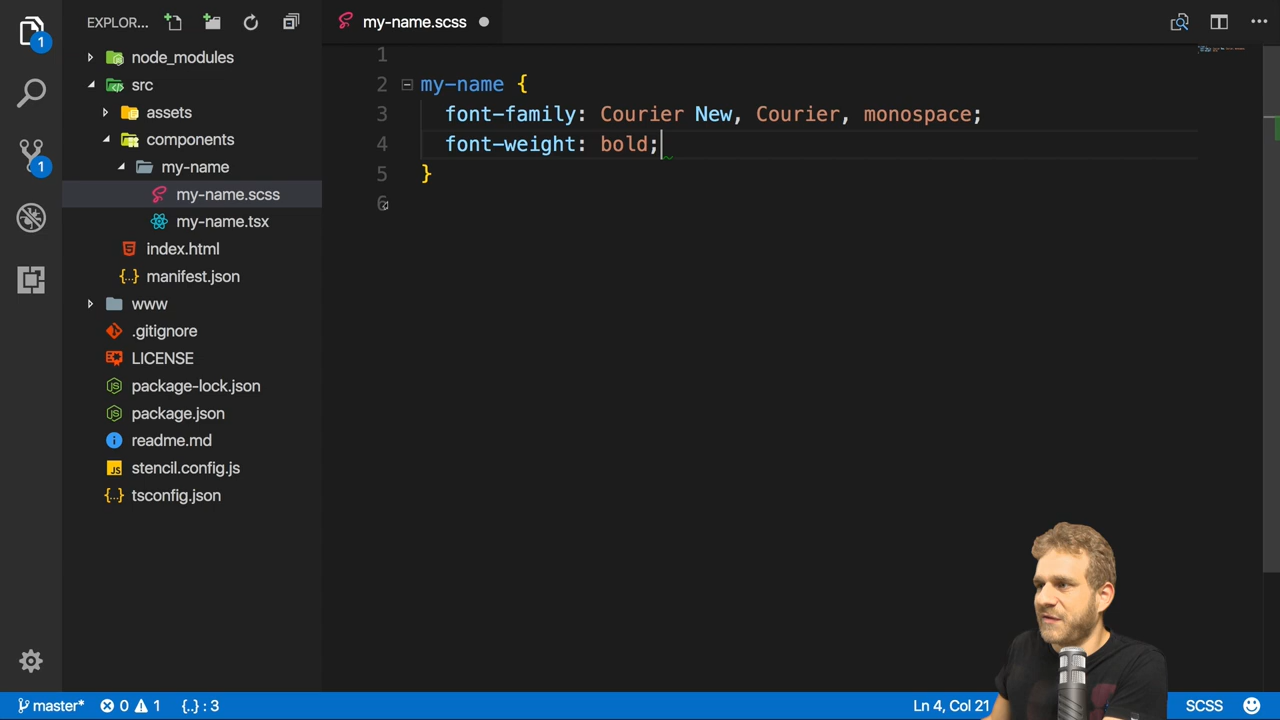 EXPLOR...
my-name.scss
1
node_modules
src
assets
components
my-name
my-name.scss
my-name.tsx
index.html
{..} manifest.json
www
.gitignore
LICENSE
package-lock.json
package.json
readme.md
JS stencil.config.js
{..} tsconfig.json
1
1
2 my-name {
3 font-family: Courier New, Courier, monospace;
4 font-weight: bold;
5 }
6
master* 0 1 {..} : 3
Ln 4, Col 21
SCSS